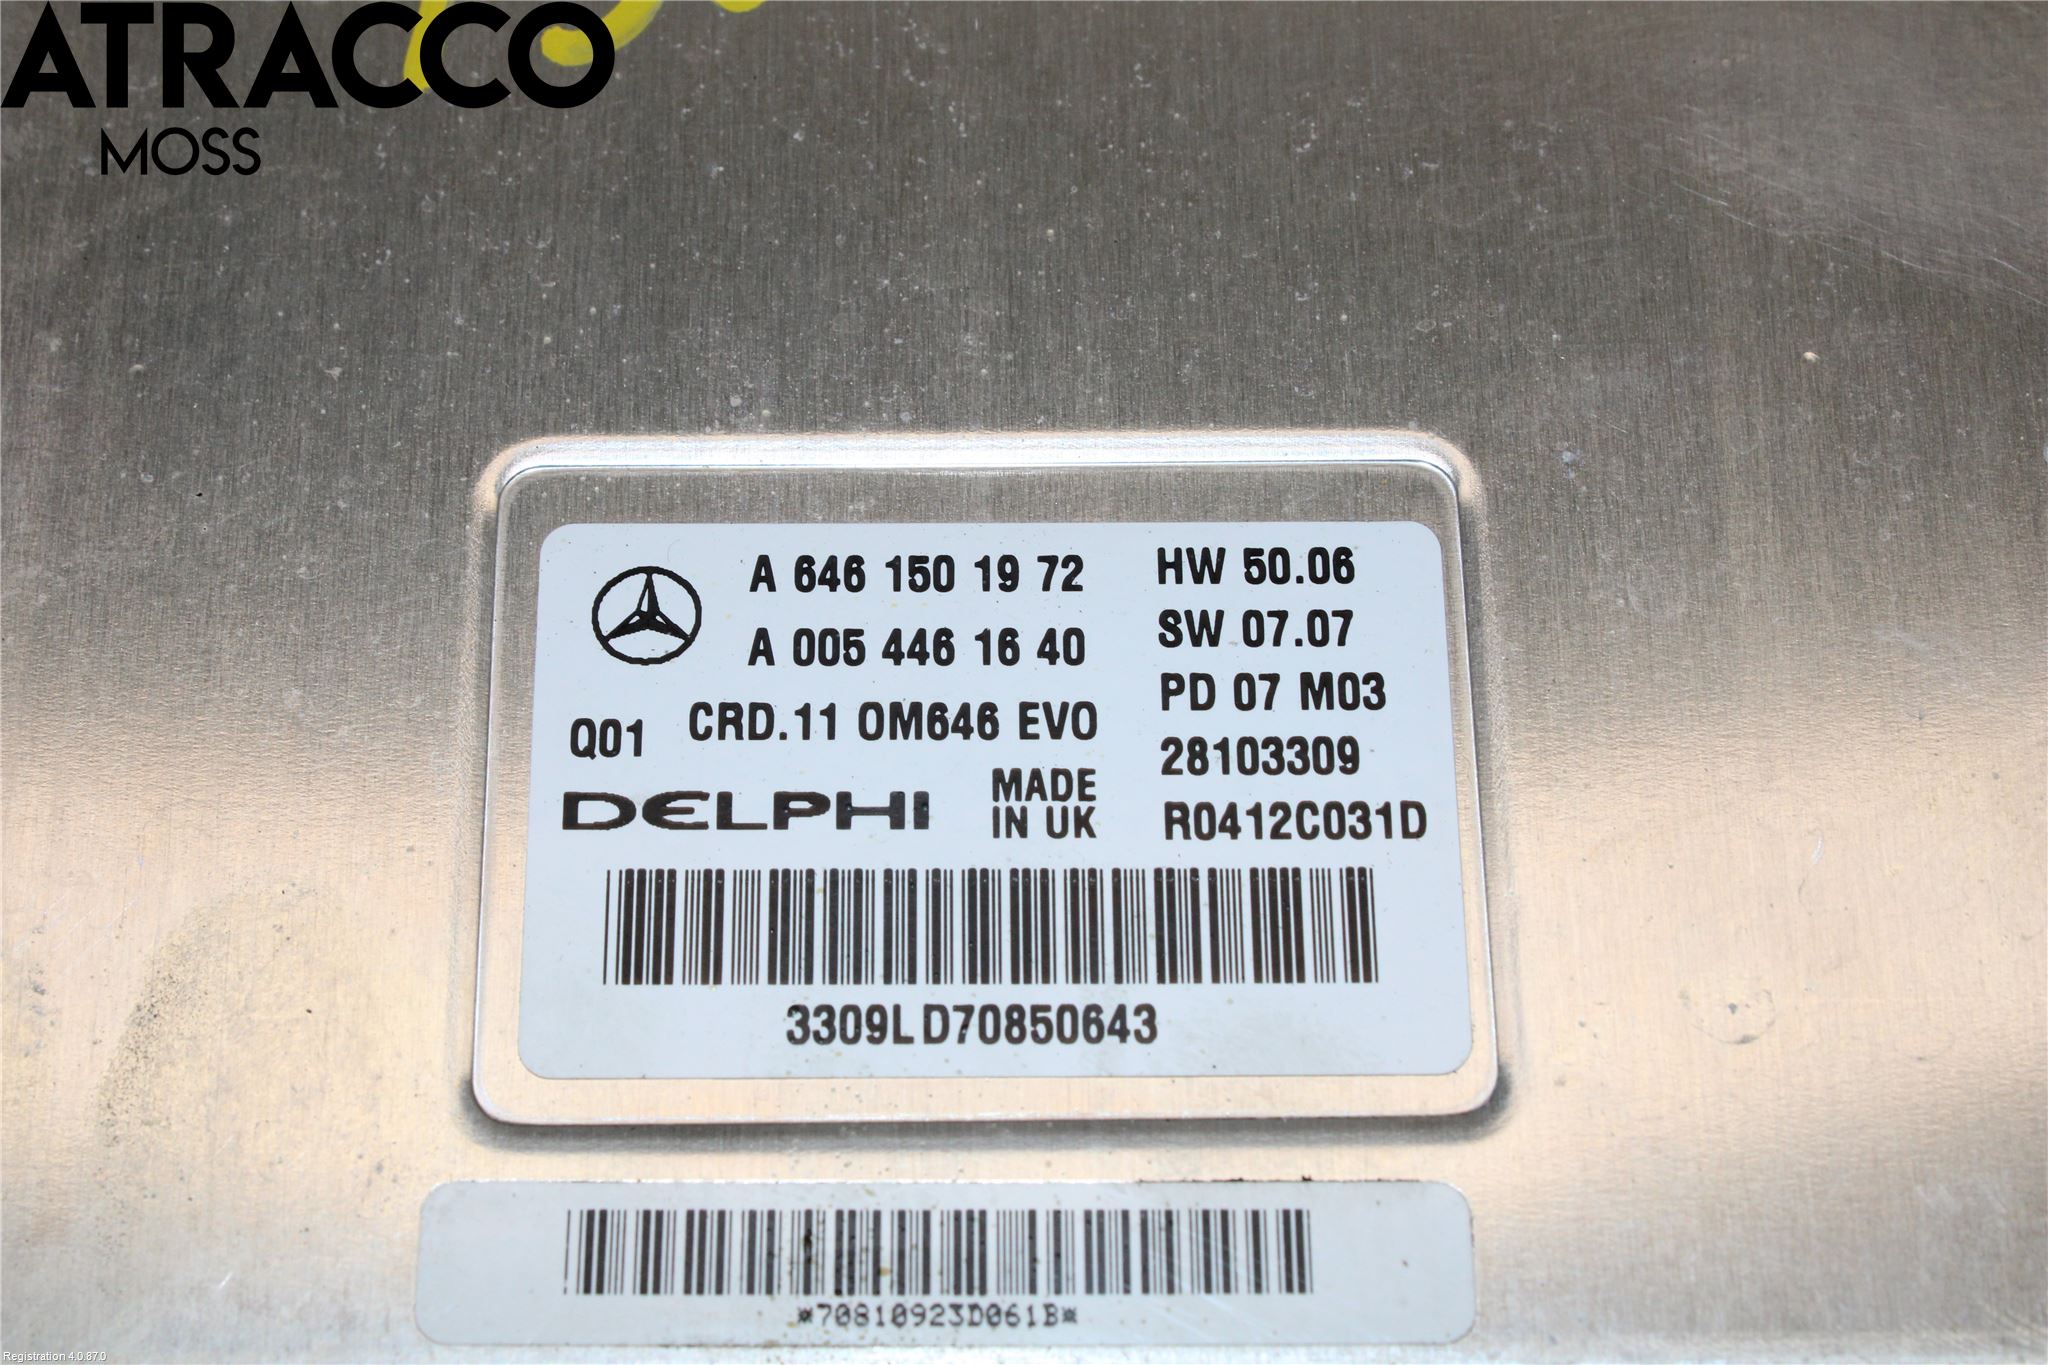 ATRACCO
MOSS
A 646 150 19 72
A 005 446 16 40
Q01
CRD.11 OM646 EVO
DELPHI
MADE
IN UK
HW 50.06
SW 07.07
PD 07 M03
28103309
R0412C031D
3309LD70850643
*70810923D061B*
Registration 4.0.87.0